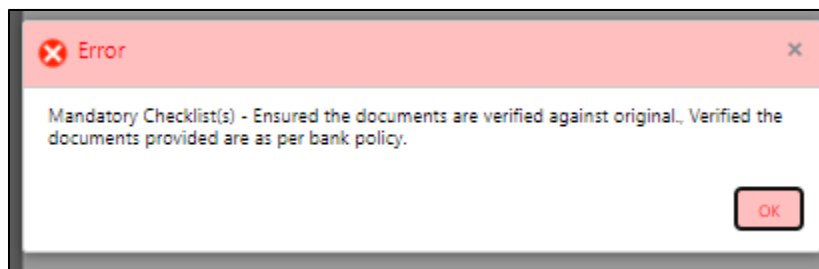 Error
Mandatory Checklist(s) - Ensured the documents are verified against original., Verified the
documents provided are as per bank policy.
OK